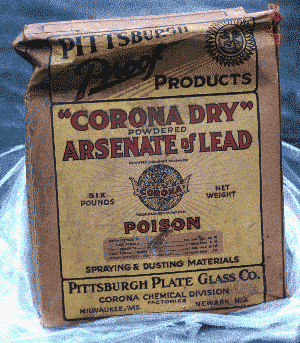 PITTSBURGH
Proof
PRODUCTS
"CORONA DRY"
POWDERED
ARSENATE of LEAD
CORONA
SIX
POUNDS
NET
WEIGHT
POISON
SPRAYING & DUSTING MATERIALS
PITTSBURGH PLATE GLASS CO.
CORONA CHEMICAL DIVISION
FACTORIES
MILWAUKEE, WIS.
NEWARK, N.J.